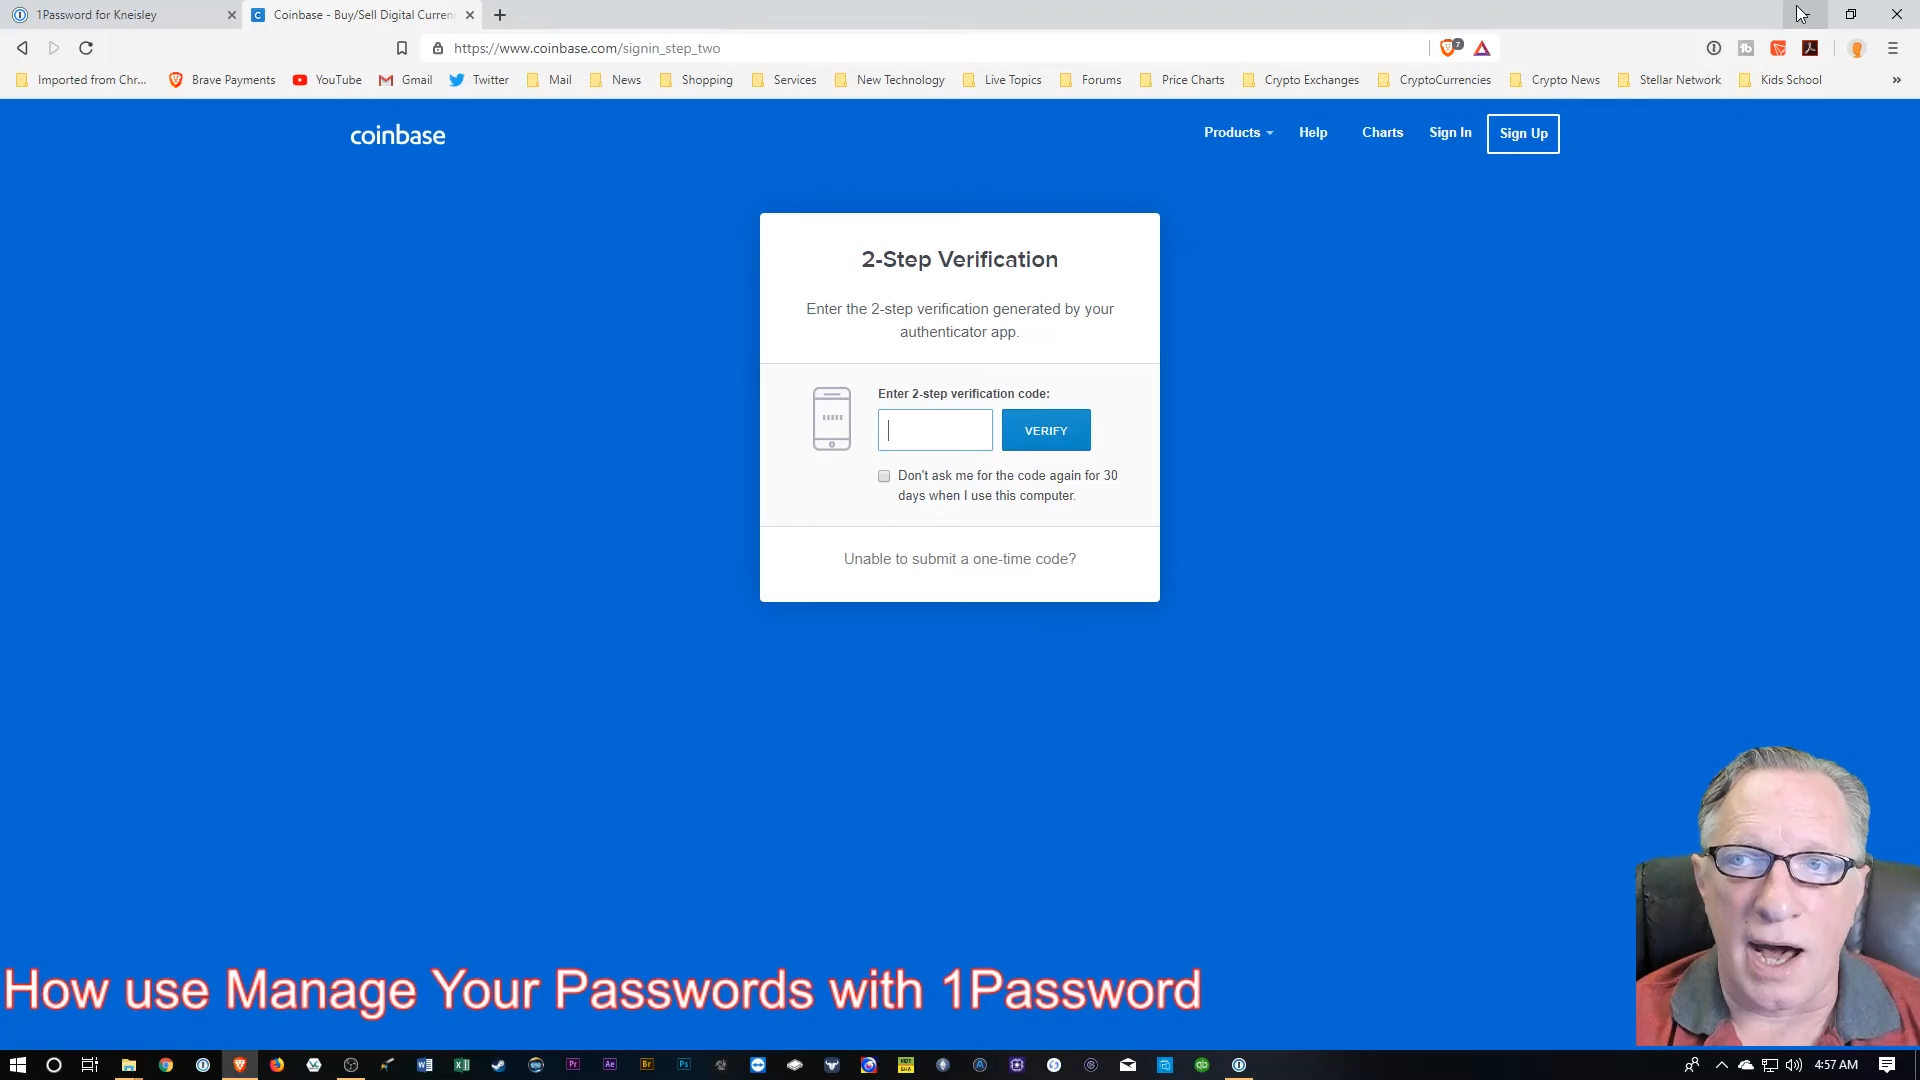 1Password for Kneisley
Coinbase - Buy/Sell Digital Curren
https://www.coinbase.com/signin_step_two
7
Imported from Chr...
Brave Payments
YouTube
Gmail
Twitter
Mail
News
Shopping
Services
New Technology
Live Topics
Forums
Price Charts
Crypto Exchanges
CryptoCurrencies
Crypto News
Stellar Network
Kids School
»
coinbase
Products
Help
Charts
Sign In
Sign Up
2-Step Verification
Enter the 2-step verification generated by your
authenticator app.
Enter 2-step verification code:
VERIFY
Don't ask me for the code again for 30
days when I use this computer.
Unable to submit a one-time code?
How use Manage Your Passwords with 1Password
Pr
Ae
Br
Ps
4:57 AM